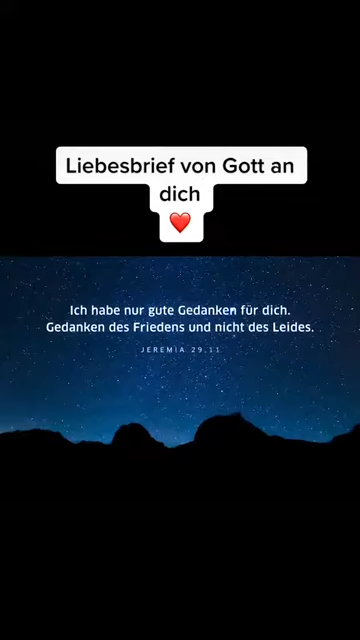 Liebesbrief von Gott an
dich
❤️
Ich habe nur gute Gedanken für dich.
Gedanken des Friedens und nicht des Leides.
JEREMIA 29,11